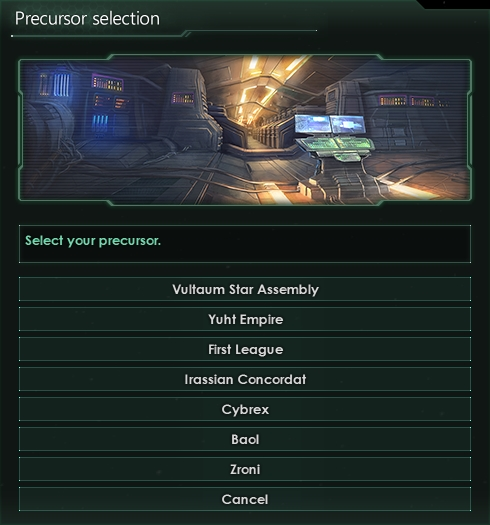 Precursor selection
Select your precursor.
Vultaum Star Assembly
Yuht Empire
First League
Irassian Concordat
Cybrex
Baol
Zroni
Cancel